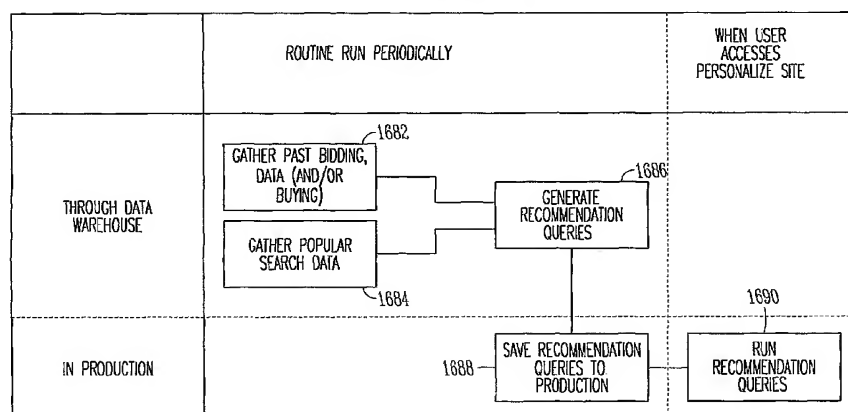 ROUTINE RUN PERIODICALLY
WHEN USER
ACCESSES
PERSONALIZE SITE
THROUGH DATA
WAREHOUSE
1682
GATHER PAST BIDDING,
DATA (AND/OR
BUYING)
GATHER POPULAR
SEARCH DATA
1684
1686
GENERATE
RECOMMENDATION
QUERIES
IN PRODUCTION
1688
SAVE RECOMMENDATION
QUERIES TO
PRODUCTION
1690
RUN
RECOMMENDATION
QUERIES